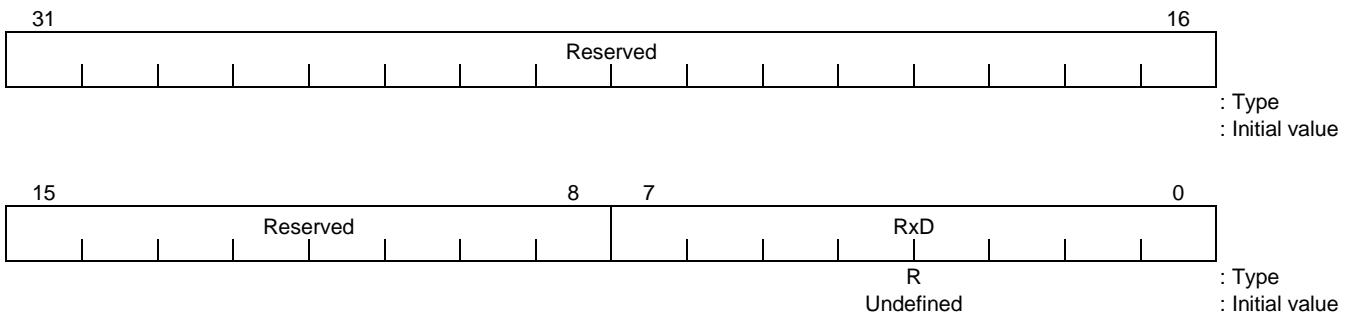 31 16
Reserved
: Type
: Initial value
15 8 7 0
Reserved RxD
R : Type
Undefined : Initial value